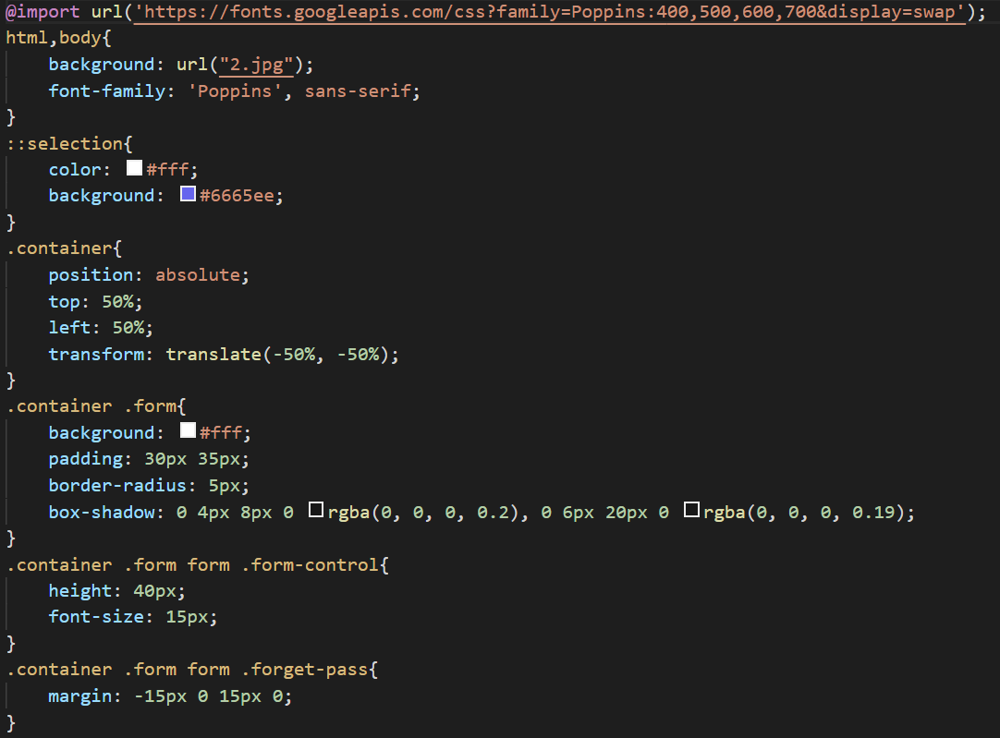 @import url('https://fonts.googleapis.com/css?family=Poppins:400,500,600,700&display=swap');
html,body{
    background: url("2.jpg");
    font-family: 'Poppins', sans-serif;
}
::selection{
    color: #fff;
    background: #6665ee;
}
.container{
    position: absolute;
    top: 50%;
    left: 50%;
    transform: translate(-50%, -50%);
}
.container .form{
    background: #fff;
    padding: 30px 35px;
    border-radius: 5px;
    box-shadow: 0 4px 8px 0 rgba(0, 0, 0, 0.2), 0 6px 20px 0 rgba(0, 0, 0, 0.19);
}
.container .form form .form-control{
    height: 40px;
    font-size: 15px;
}
.container .form form .forget-pass{
    margin: -15px 0 15px 0;
}